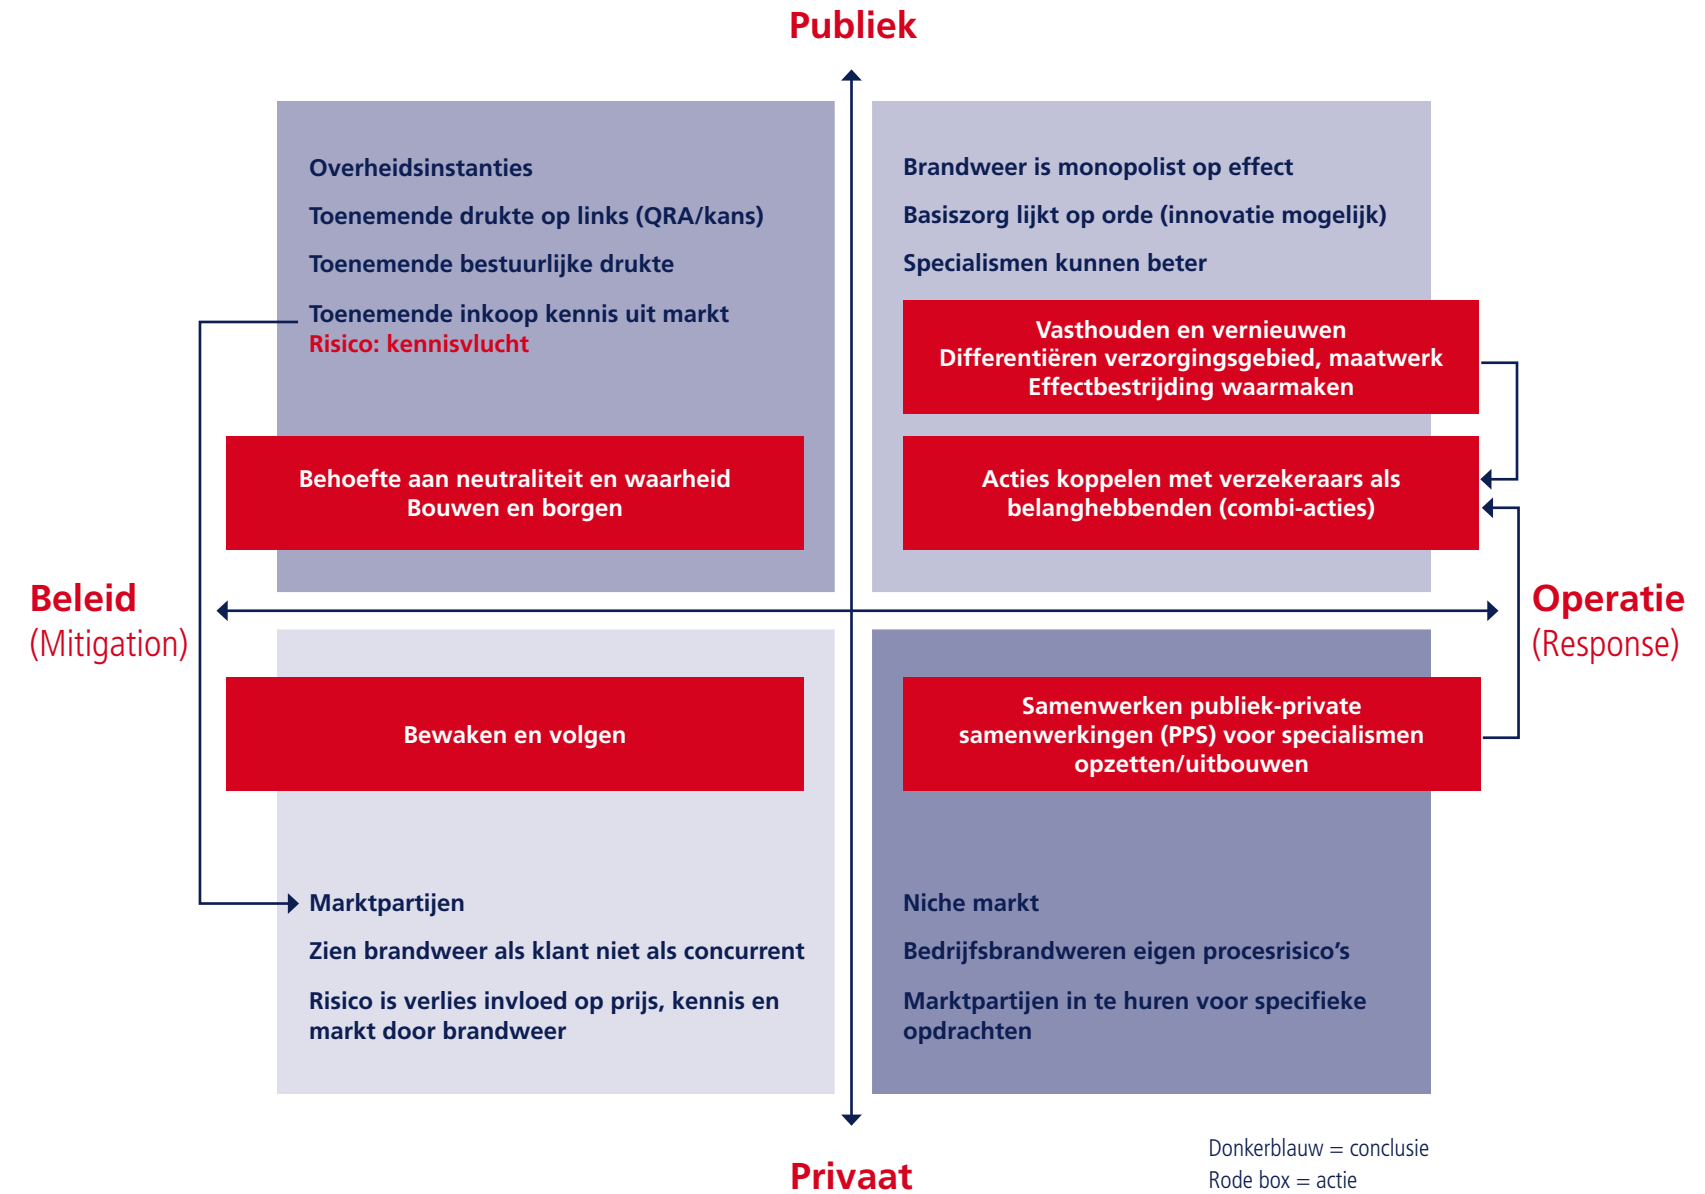 Publiek
Overheidsinstanties
Toenemende drukte op links (QRA/kans)
Toenemende bestuurlijke drukte
Toenemende inkoop kennis uit markt
Risico: kennisvlucht
Behoefte aan neutraliteit en waarheid
Bouwen en borgen
Brandweer is monopolist op effect
Basiszorg lijkt op orde (innovatie mogelijk)
Specialismen kunnen beter
Vasthouden en vernieuwen
Differentiëren verzorgingsgebied, maatwerk
Effectbestrijding waarmaken
Acties koppelen met verzekeraars als
belanghebbenden (combi-acties)
Beleid
(Mitigation)
Operatie
(Response)
Bewaken en volgen
Marktpartijen
Zien brandweer als klant niet als concurrent
Risico is verlies invloed op prijs, kennis en
markt door brandweer
Samenwerken publiek-private
samenwerkingen (PPS) voor specialismen
opzetten/uitbouwen
Niche markt
Bedrijfsbrandweren eigen procesrisico’s
Marktpartijen in te huren voor specifieke
opdrachten
Privaat
Donkerblauw = conclusie
Rode box = actie